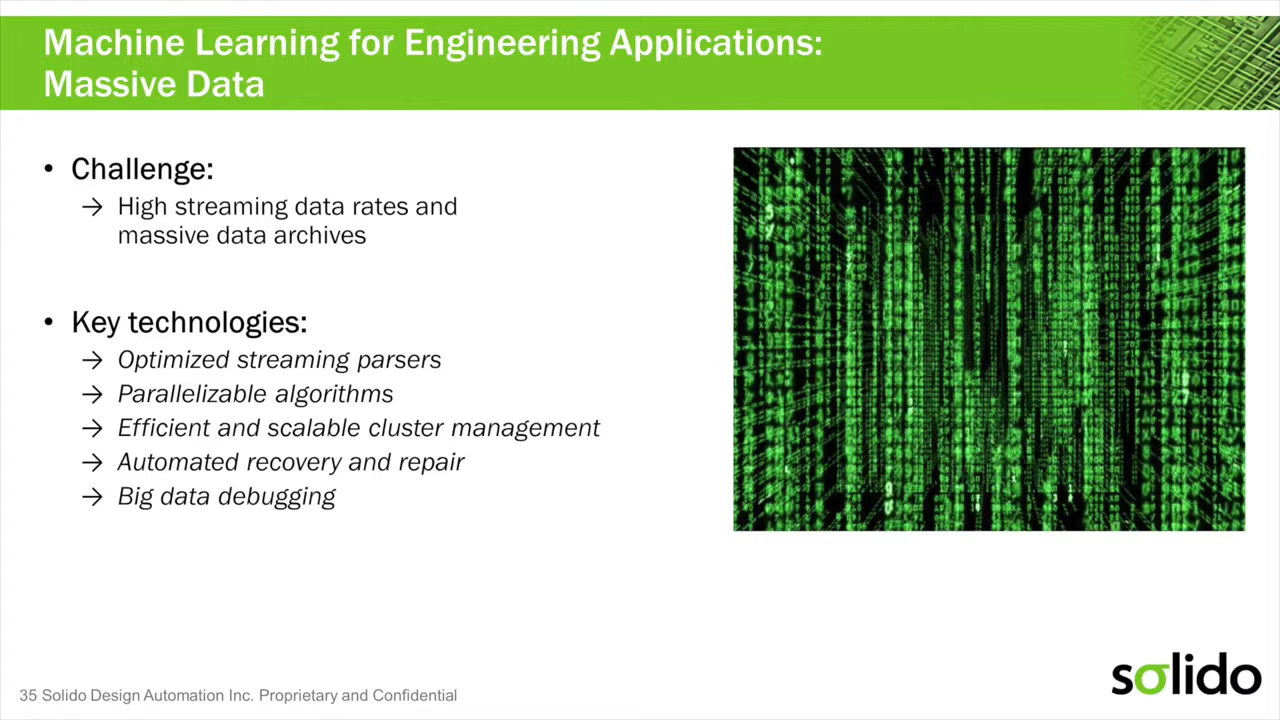 Machine Learning for Engineering Applications:
Massive Data
• Challenge:
→ High streaming data rates and
massive data archives
• Key technologies:
→ Optimized streaming parsers
→ Parallelizable algorithms
→ Efficient and scalable cluster management
→ Automated recovery and repair
→ Big data debugging
35 Solido Design Automation Inc. Proprietary and Confidential
solido